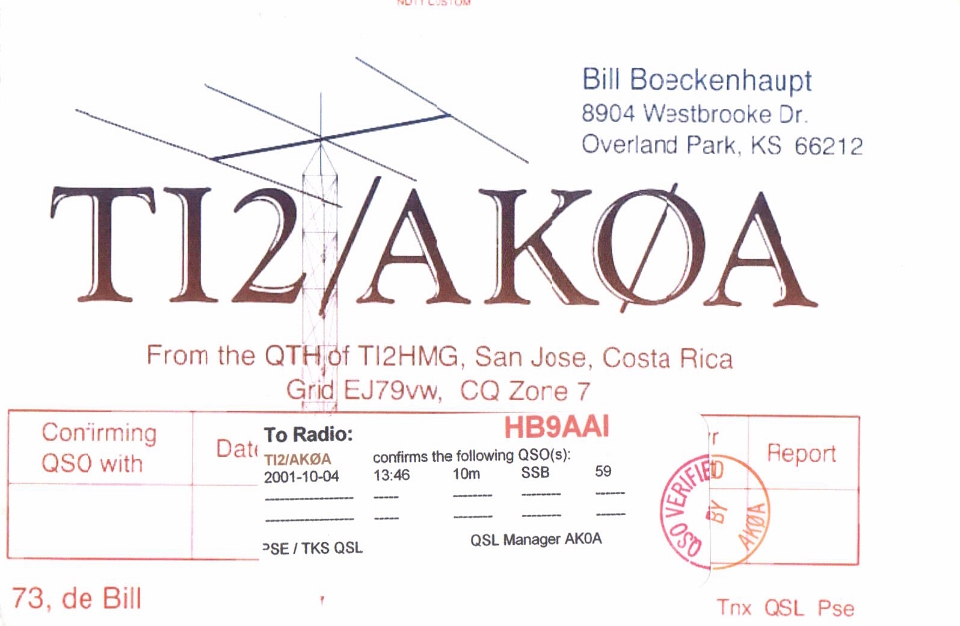 Bill Boeckenhaupt
8904 Westbrooke Dr.
Overland Park, KS 66212
TI2/AKØA
From the QTH of TI2HMG, San Jose, Costa Rica
Grid EJ79vw, CQ Zone 7
Confirming
QSO with
Date
Report
To Radio: HB9AAI
TI2/AKØA confirms the following QSO(s):
2001-10-04 13:46 10m SSB 59
PSE / TKS QSL QSL Manager AK0A
QSO VERIFIED
BY
AKØA
73, de Bill
Tnx QSL Pse